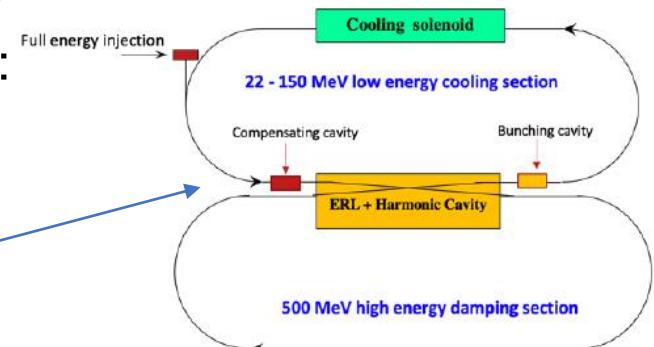 Cooling solenoid
Full energy injection
:
22 - 150 MeV low energy cooling section
Compensating cavity
Bunching cavity
ERL + Harmonic Cavity
500 MeV high energy damping section